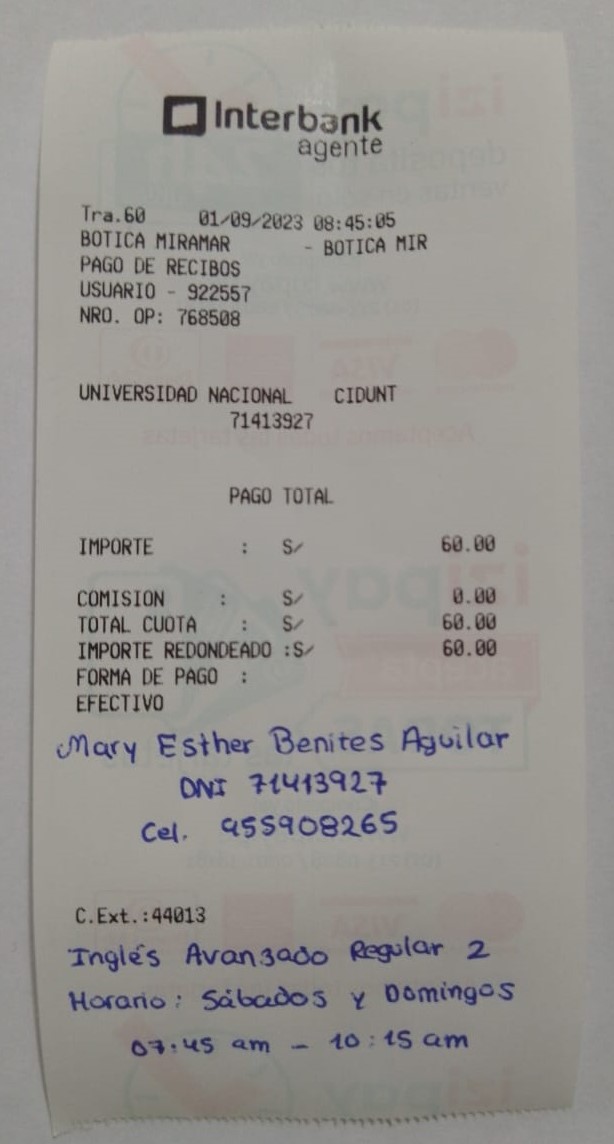 Interbank
agente
Tra.60 01/09/2023 08:45:05
BOTICA MIRAMAR - BOTICA MIR
PAGO DE RECIBOS
USUARIO - 922557
NRO. OP: 768508
UNIVERSIDAD NACIONAL CIDUNT
71413927
PAGO TOTAL
IMPORTE : S/ 60.00
COMISION : S/ 0.00
TOTAL CUOTA : S/ 60.00
IMPORTE REDONDEADO :S/ 60.00
FORMA DE PAGO :
EFECTIVO
Mary Esther Benites Aguilar
DNI 71413927
Cel. 955908265
C.Ext.:44013
Inglés Avanzado Regular 2
Horario: Sábados y Domingos
07:45 am - 10:15 am